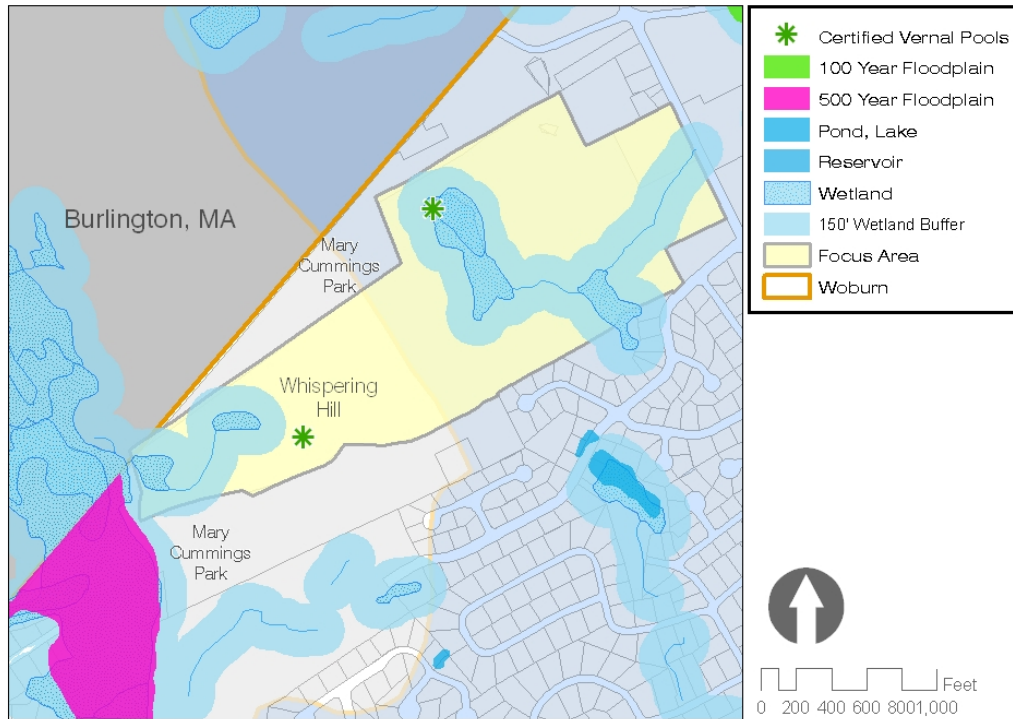 Burlington, MA
Mary
Cummings
Park
Whispering
Hill
Mary
Cummings
Park
Certified Vernal Pools
100 Year Floodplain
500 Year Floodplain
Pond, Lake
Reservoir
Wetland
150' Wetland Buffer
Focus Area
Woburn
Feet
0 200 400 600 8001,000